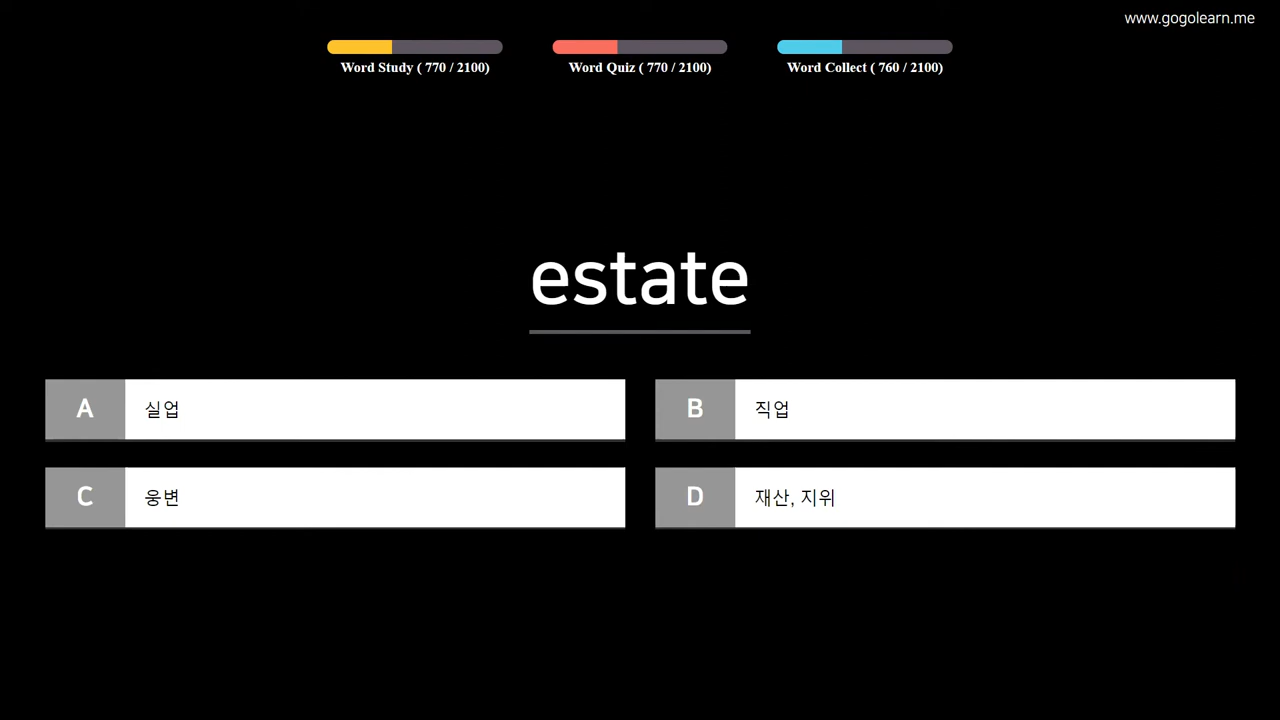 www.gogolearn.me
Word Study ( 770 / 2100)
Word Quiz ( 770 / 2100)
Word Collect ( 760 / 2100)
estate
A 실업
B 직업
C 웅변
D 재산, 지위